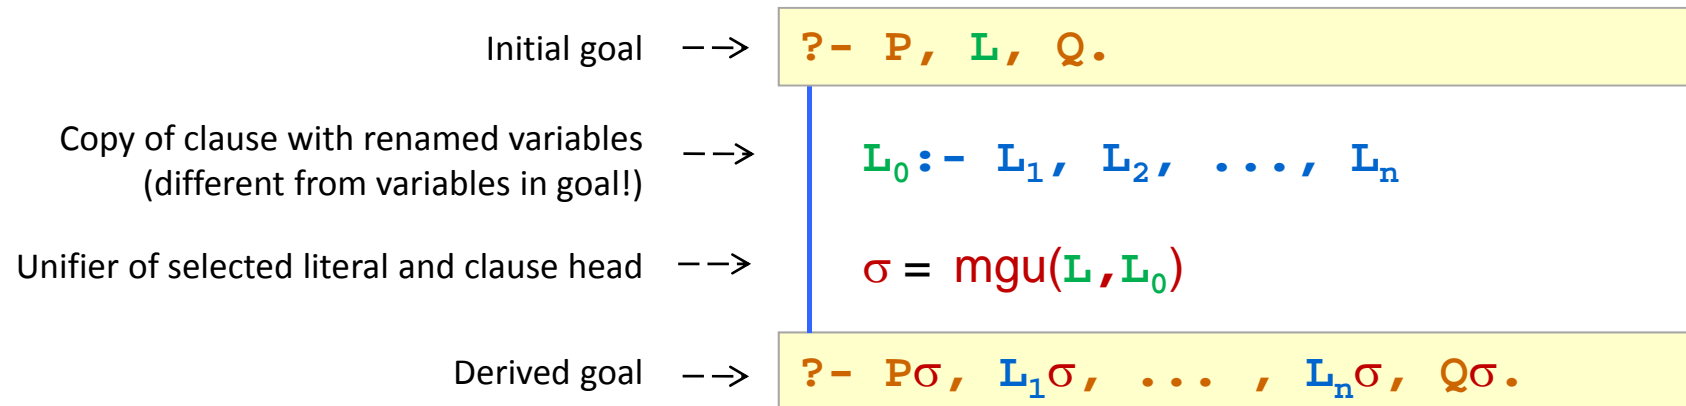 Initial goal --> ?- P, L, Q.
Copy of clause with renamed variables
(different from variables in goal!) --> L₀:- L₁, L₂, ..., Lₙ
Unifier of selected literal and clause head --> σ = mgu(L,L₀)
Derived goal --> ?- Pσ, L₁σ, ... , Lₙσ, Qσ.